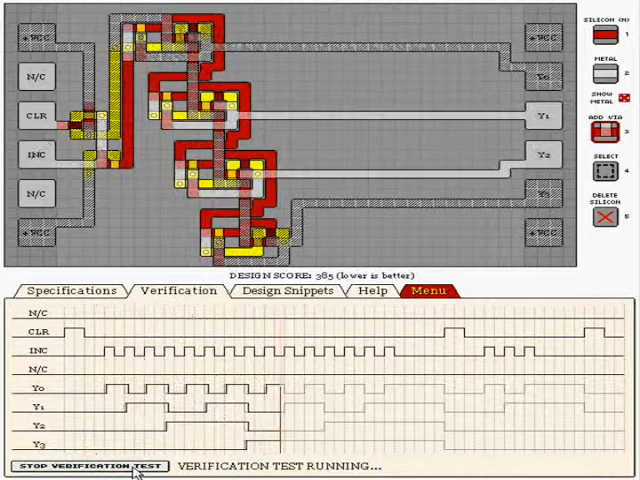 SILICON (N)
+VCC
+VCC
1
METAL
N/C
Y0
2
SHOW METAL
CLR
Y1
ADD VIA
3
INC
Y2
SELECT
4
N/C
Y3
DELETE SILICON
5
+VCC
+VCC
DESIGN SCORE: 385 (lower is better)
Specifications Verification Design Snippets Help Menu
N/C
CLR
INC
N/C
Y0
Y1
Y2
Y3
STOP VERIFICATION TEST VERIFICATION TEST RUNNING...